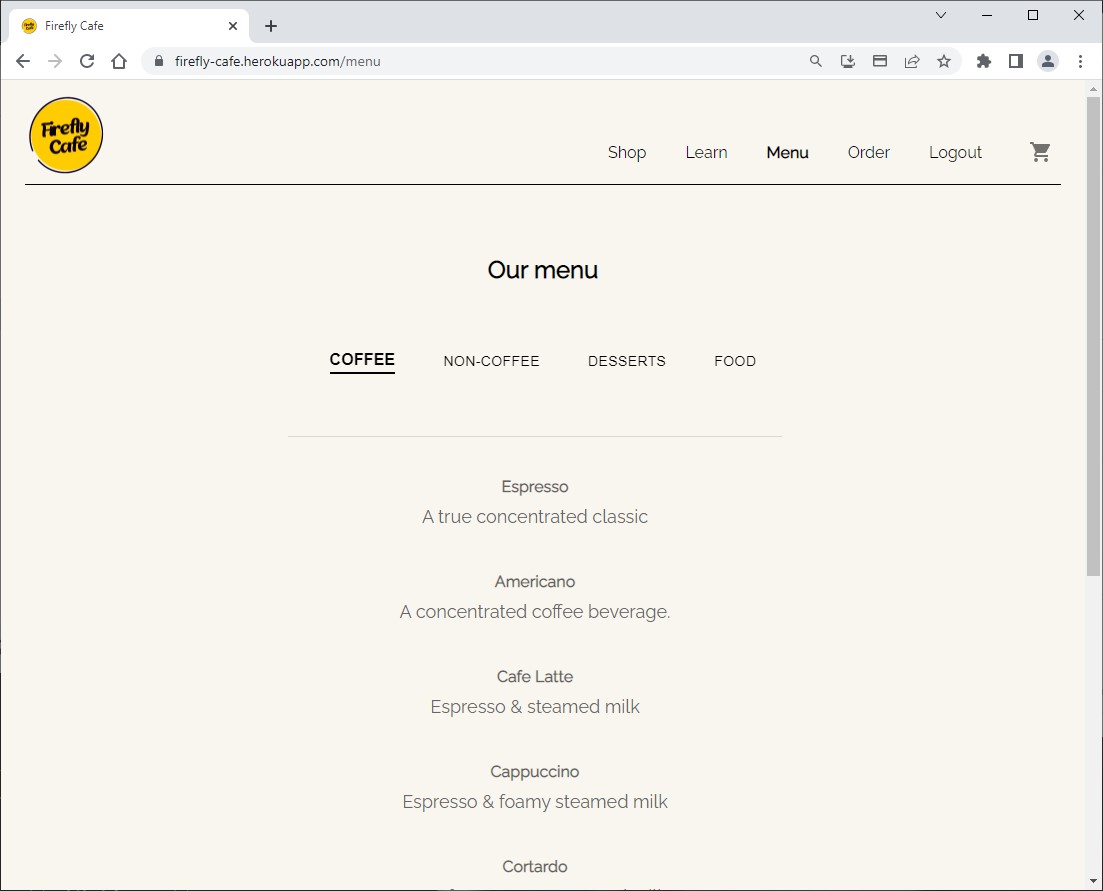 Firefly Cafe
firefly-cafe.herokuapp.com/menu
Firefly
Cafe
Shop Learn Menu Order Logout
Our menu
COFFEE NON-COFFEE DESSERTS FOOD
Espresso
A true concentrated classic
Americano
A concentrated coffee beverage.
Cafe Latte
Espresso & steamed milk
Cappuccino
Espresso & foamy steamed milk
Cortardo